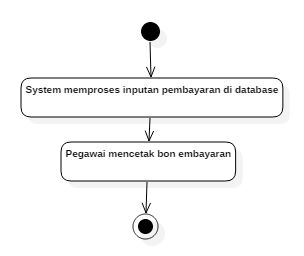 System memproses inputan pembayaran di database
Pegawai mencetak bon embayaran